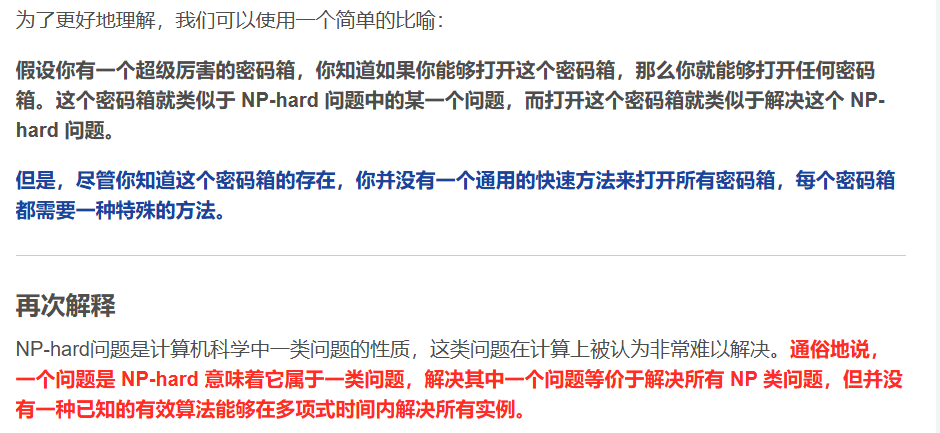 为了更好地理解，我们可以使用一个简单的比喻：
假设你有一个超级厉害的密码箱，你知道如果你能够打开这个密码箱，那么你就能够打开任何密码
箱。这个密码箱就类似于 NP-hard 问题中的某一个问题，而打开这个密码箱就类似于解决这个 NP-
hard 问题。
但是，尽管你知道这个密码箱的存在，你并没有一个通用的快速方法来打开所有密码箱，每个密码箱
都需要一种特殊的方法。
再次解释
NP-hard问题是计算机科学中一类问题的性质，这类问题在计算上被认为非常难以解决。通俗地说，
一个问题是 NP-hard 意味着它属于一类问题，解决其中一个问题等价于解决所有 NP 类问题，但并没
有一种已知的有效算法能够在多项式时间内解决所有实例。